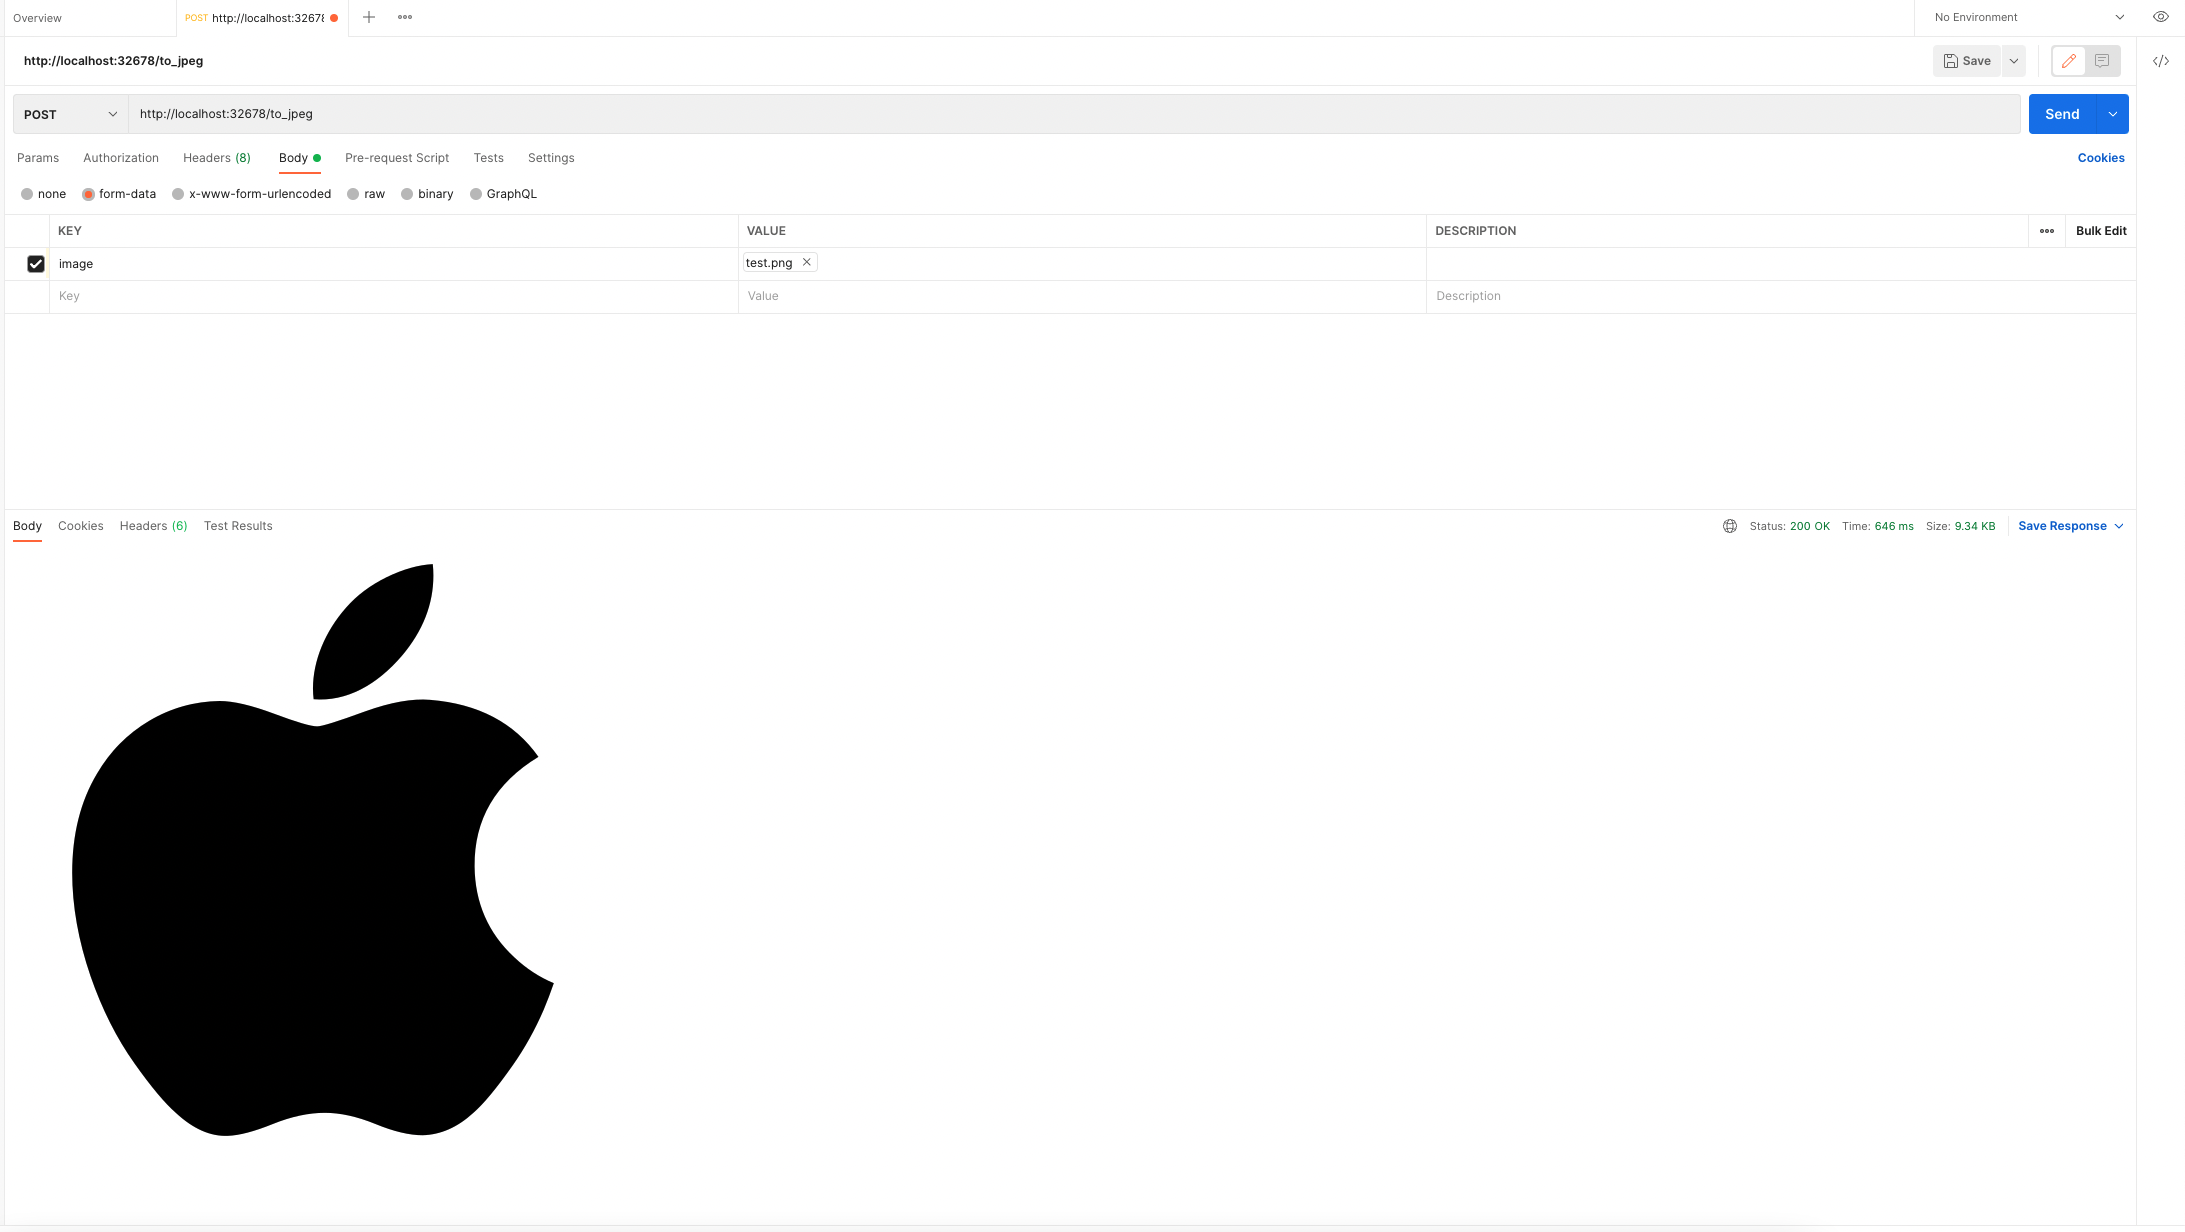 Overview
POST http://localhost:32678
No Environment
http://localhost:32678/to_jpeg
Save
POST
http://localhost:32678/to_jpeg
Send
Params Authorization Headers (8) Body Pre-request Script Tests Settings
Cookies
none form-data x-www-form-urlencoded raw binary GraphQL
KEY VALUE DESCRIPTION
Bulk Edit
image test.png
Key Value Description
Body Cookies Headers (6) Test Results
Status: 200 OK Time: 646 ms Size: 9.34 KB Save Response